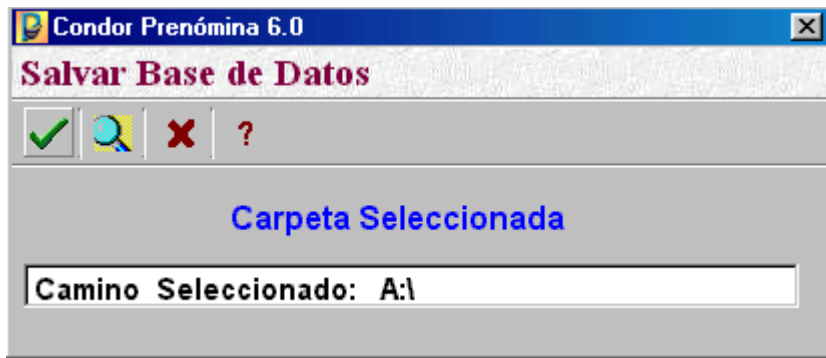 Condor Prenómina 6.0
Salvar Base de Datos
?
Carpeta Seleccionada
Camino Seleccionado: A:\